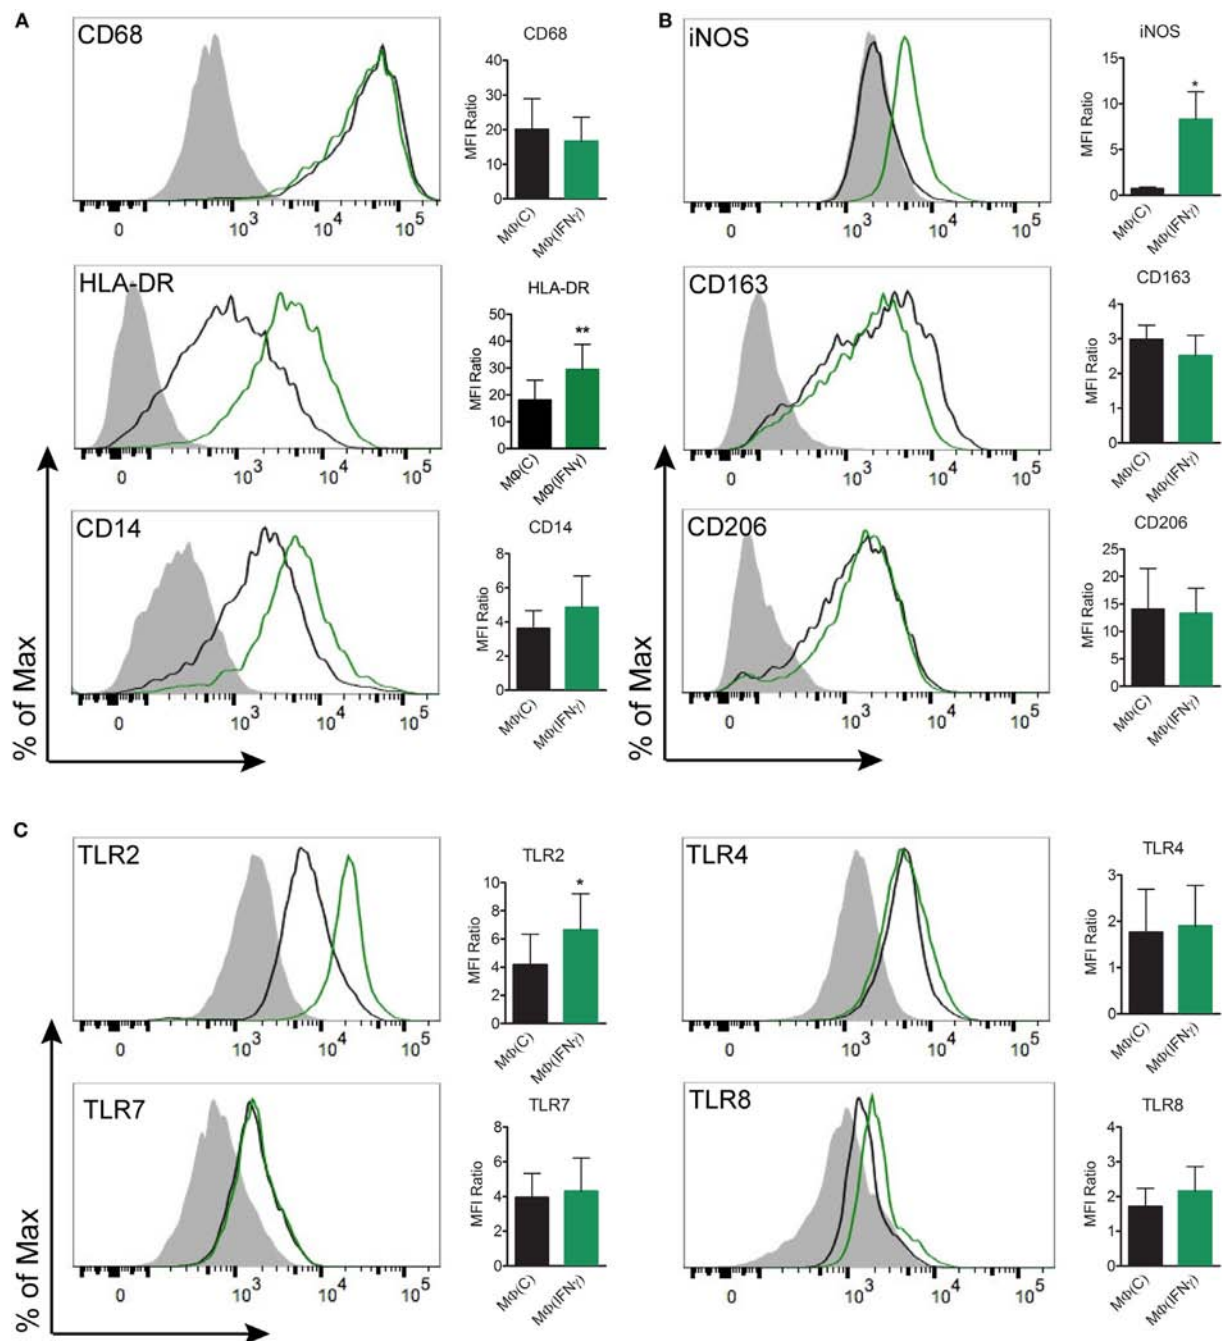 A
CD68
0 10^3 10^4 10^5
CD68
MFI Ratio
40
30
20
10
0
MΦ(C) MΦ(IFNγ)
HLA-DR
0 10^3 10^4 10^5
HLA-DR
MFI Ratio
50
40
30
20
10
0
**
MΦ(C) MΦ(IFNγ)
CD14
0 10^3 10^4 10^5
CD14
MFI Ratio
8
6
4
2
0
MΦ(C) MΦ(IFNγ)
% of Max
B
iNOS
0 10^3 10^4 10^5
iNOS
MFI Ratio
15
10
5
0
*
MΦ(C) MΦ(IFNγ)
CD163
0 10^3 10^4 10^5
CD163
MFI Ratio
4
3
2
1
0
MΦ(C) MΦ(IFNγ)
CD206
0 10^3 10^4 10^5
CD206
MFI Ratio
25
20
15
10
5
0
MΦ(C) MΦ(IFNγ)
% of Max
C
TLR2
0 10^3 10^4 10^5
TLR2
MFI Ratio
10
8
6
4
2
0
*
MΦ(C) MΦ(IFNγ)
TLR4
0 10^3 10^4 10^5
TLR4
MFI Ratio
3
2
1
0
MΦ(C) MΦ(IFNγ)
TLR7
0 10^3 10^4 10^5
TLR7
MFI Ratio
8
6
4
2
0
MΦ(C) MΦ(IFNγ)
TLR8
0 10^3 10^4 10^5
TLR8
MFI Ratio
4
3
2
1
0
MΦ(C) MΦ(IFNγ)
% of Max